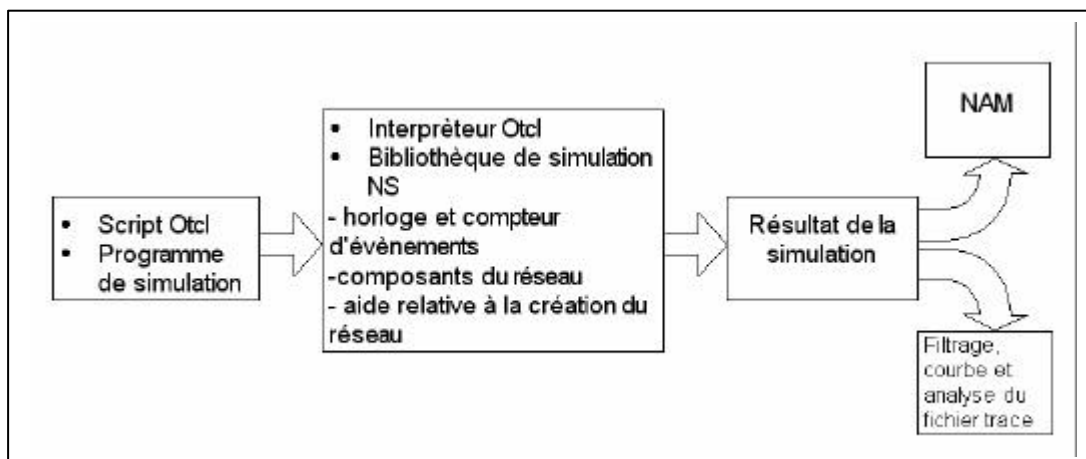 • Script Otcl
• Programme
de simulation
• Interprèteur Otcl
• Bibliothèque de simulation
NS
- horloge et compteur
d'évènements
-composants du réseau
- aide relative à la création du
réseau
Résultat de la
simulation
NAM
Filtrage,
courbe et
analyse du
fichier trace